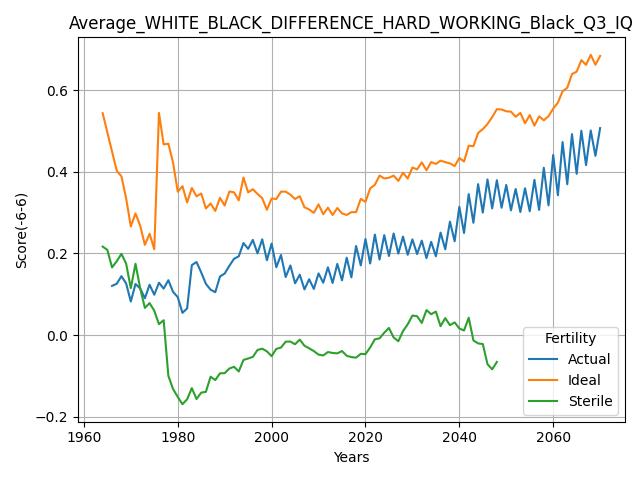 Average_WHITE_BLACK_DIFFERENCE_HARD_WORKING_Black_Q3_IQ
Score(-6-6)
0.6
0.4
0.2
0.0
−0.2
1960 1980 2000 2020 2040 2060
Years
Fertility
Actual
Ideal
Sterile